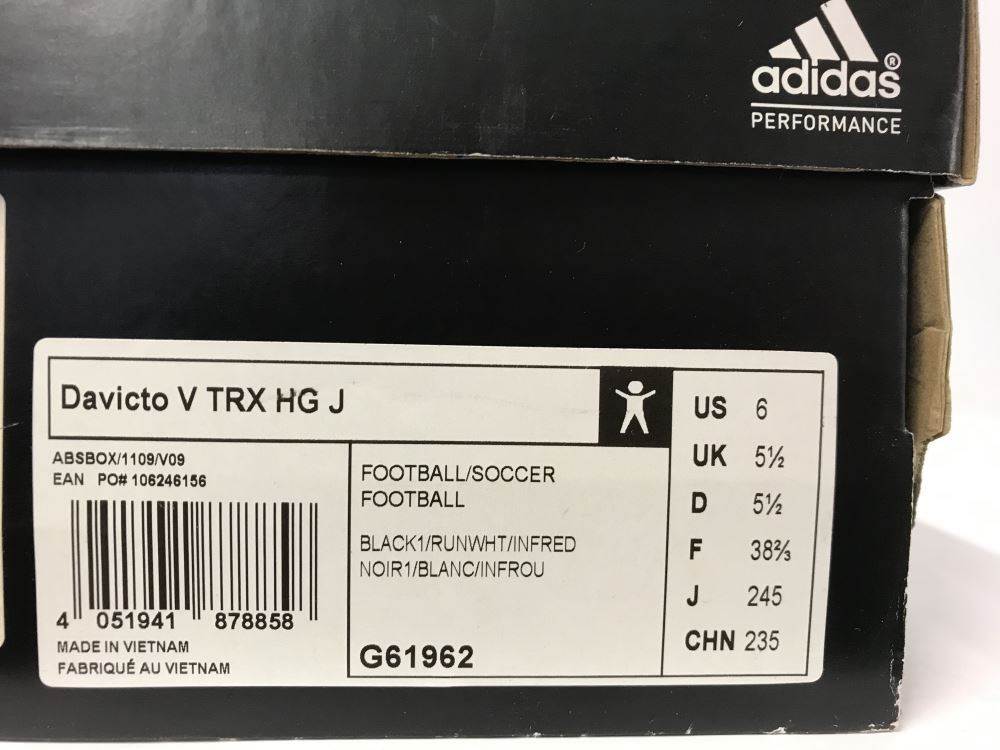 adidas®
PERFORMANCE
Davicto V TRX HG J
ABSBOX/1109/V09
EAN PO# 106246156
4 051941 878858
MADE IN VIETNAM
FABRIQUÉ AU VIETNAM
FOOTBALL/SOCCER
FOOTBALL
BLACK1/RUNWHT/INFRED
NOIR1/BLANC/INFROU
G61962
US 6
UK 5½
D 5½
F 38⅔
J 245
CHN 235